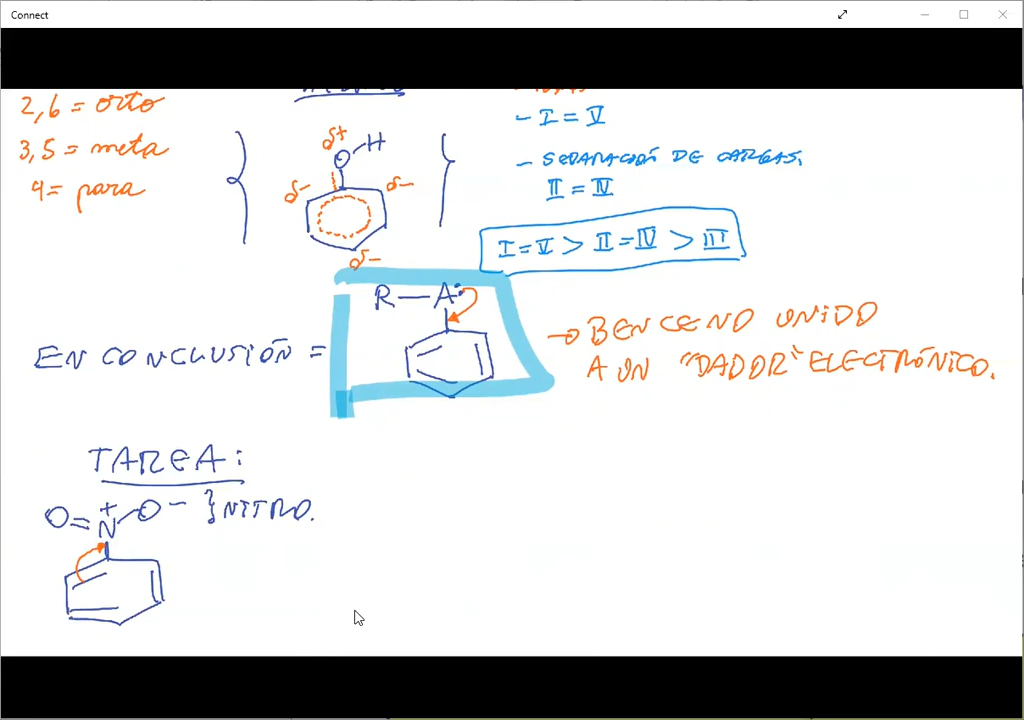 Connect
2,6 = orto
3,5 = meta
4 = para
δ+
O-H
δ- δ-
δ-
- I = V
- SEPARACIÓN DE CARGAS.
II = IV
I = V > II = IV > III
R — A:
EN CONCLUSIÓN =
→ BENCENO UNIDO
A UN "DADOR" ELECTRÓNICO.
TAREA:
O=N+-O- } NITRO.